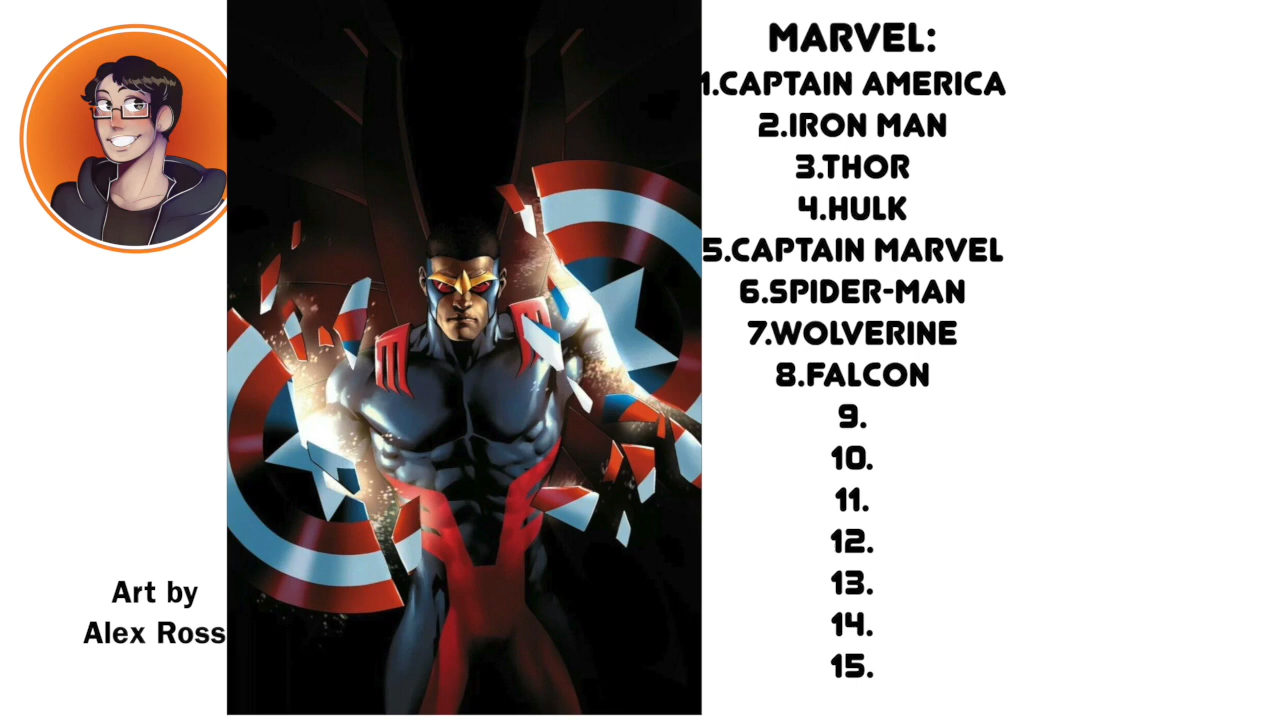 MARVEL:
1.CAPTAIN AMERICA
2.IRON MAN
3.THOR
4.HULK
5.CAPTAIN MARVEL
6.SPIDER-MAN
7.WOLVERINE
8.FALCON
9.
10.
11.
12.
13.
14.
15.
Art by
Alex Ross